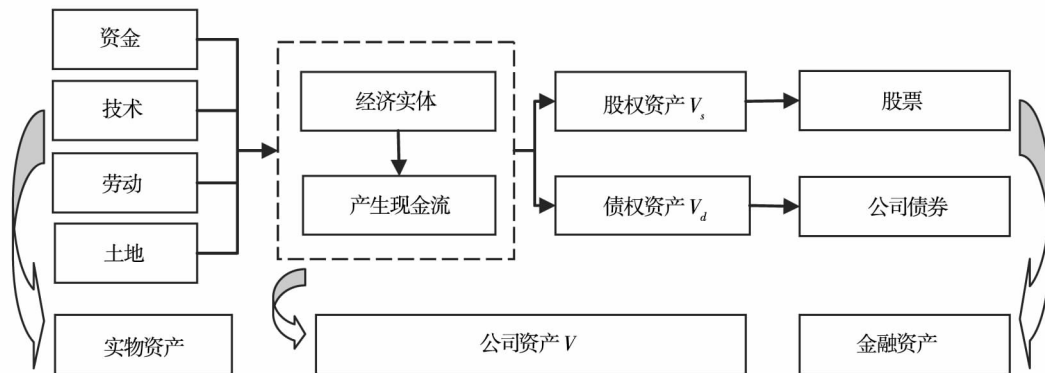 资金
技术
劳动
土地
经济实体
产生现金流
股权资产 Vs
债权资产 Vd
股票
公司债券
实物资产
公司资产 V
金融资产